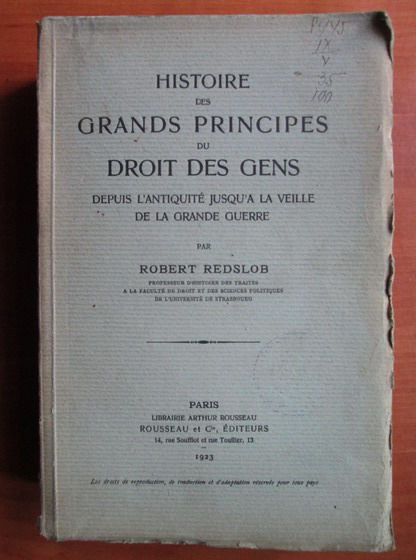 HISTOIRE
DES
GRANDS PRINCIPES
DU
DROIT DES GENS
DEPUIS L'ANTIQUITÉ JUSQU'A LA VEILLE
DE LA GRANDE GUERRE
PAR
ROBERT REDSLOB
PROFESSEUR D'HISTOIRE DES TRAITÉS
A LA FACULTÉ DE DROIT ET DES SCIENCES POLITIQUES
DE L'UNIVERSITÉ DE STRASBOURG
PARIS
LIBRAIRIE ARTHUR ROUSSEAU
ROUSSEAU et Cie, ÉDITEURS
14, rue Soufflot et rue Toullier, 13
1923
Les droits de reproduction, de traduction et d'adaptation réservés pour tous pays
IX
V
35
100